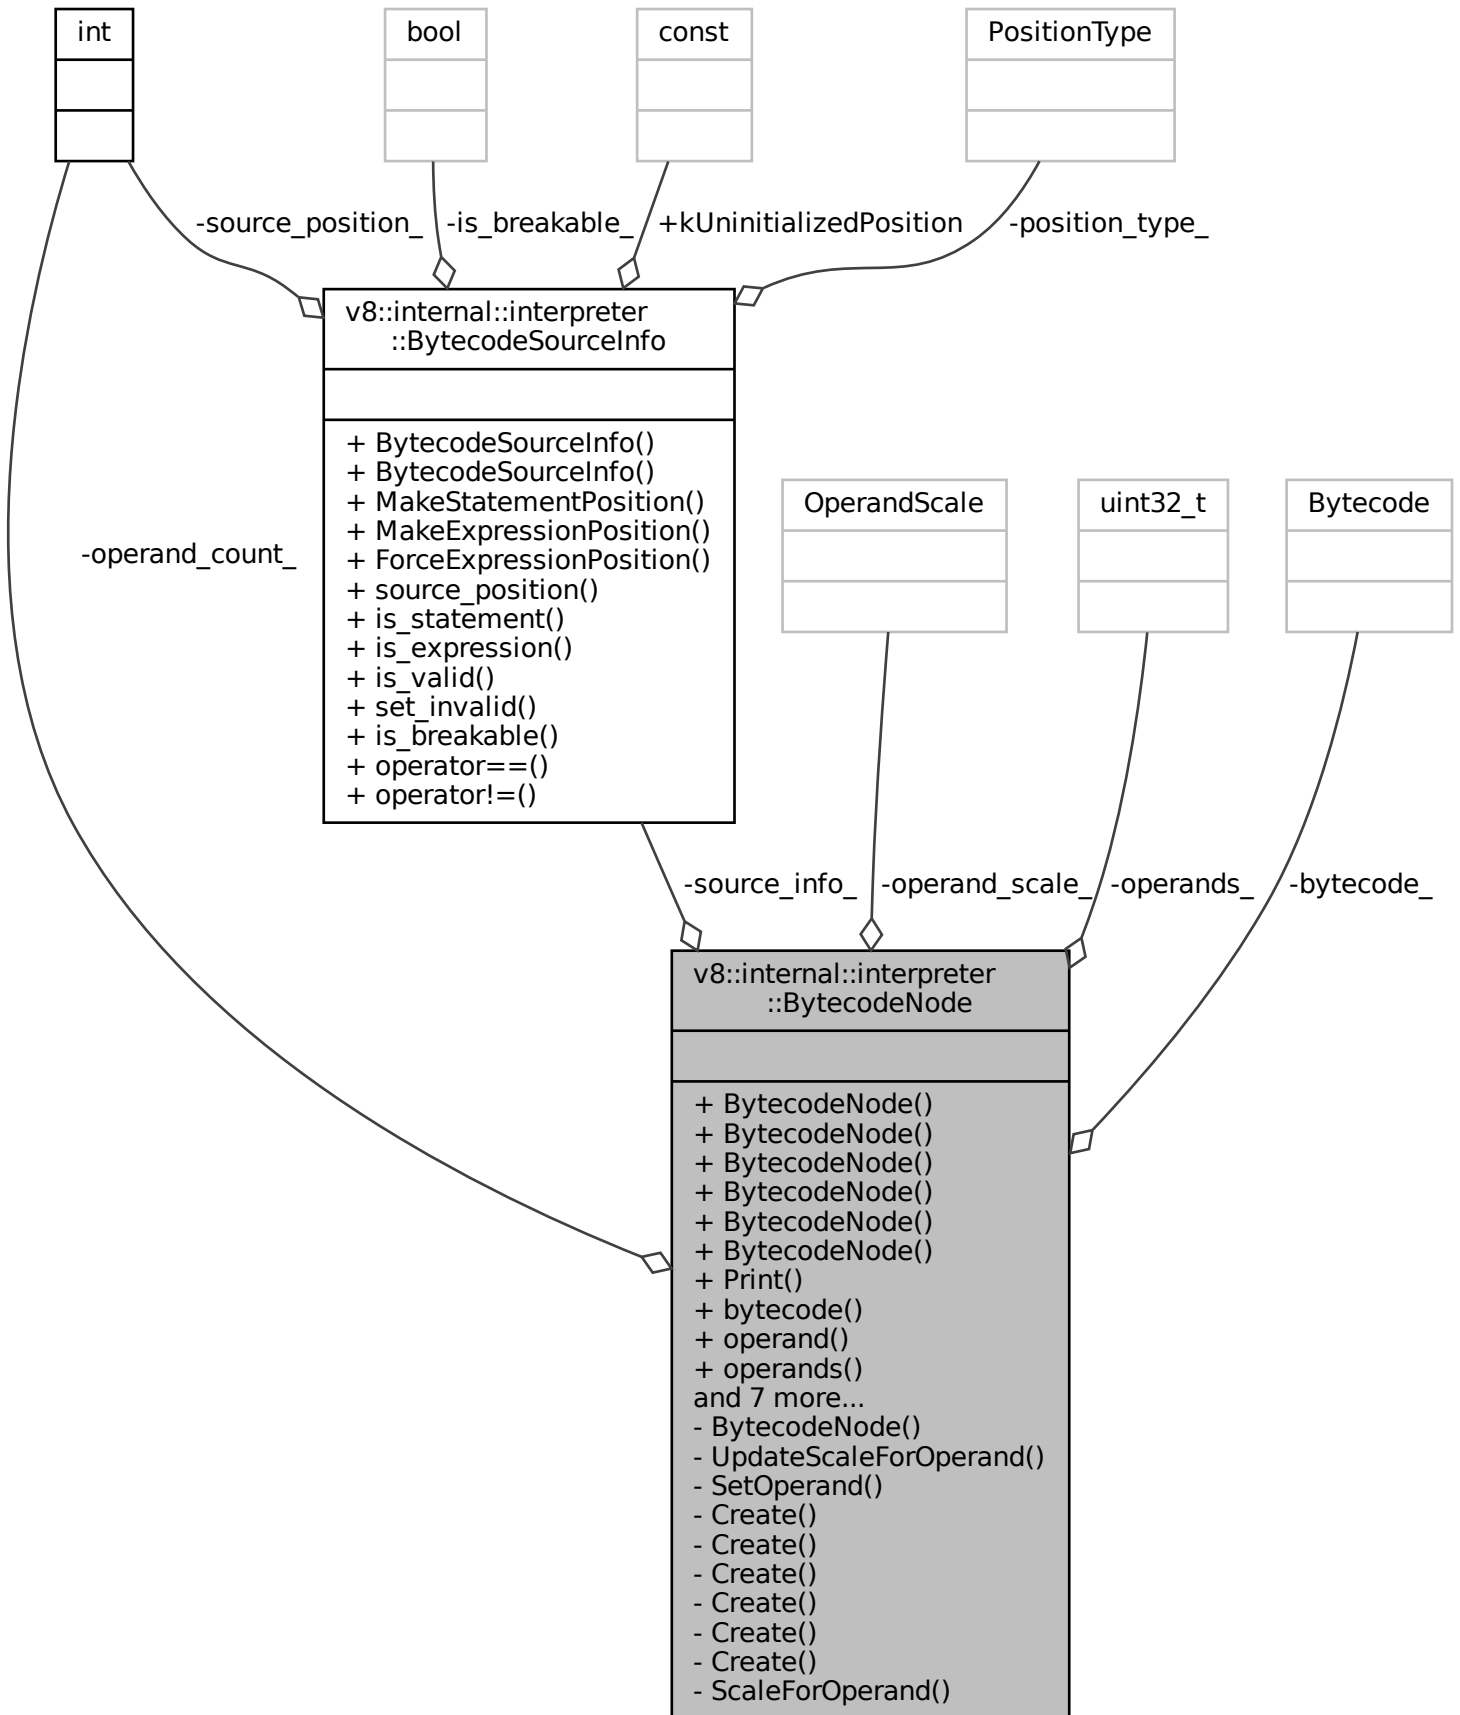 int
bool
const
PositionType
-source_position_
-is_breakable_
+kUninitializedPosition
-position_type_
v8::internal::interpreter
::BytecodeSourceInfo
+ BytecodeSourceInfo()
+ BytecodeSourceInfo()
+ MakeStatementPosition()
+ MakeExpressionPosition()
+ ForceExpressionPosition()
+ source_position()
+ is_statement()
+ is_expression()
+ is_valid()
+ set_invalid()
+ is_breakable()
+ operator==()
+ operator!=()
OperandScale
uint32_t
Bytecode
-operand_count_
-source_info_
-operand_scale_
-operands_
-bytecode_
v8::internal::interpreter
::BytecodeNode
+ BytecodeNode()
+ BytecodeNode()
+ BytecodeNode()
+ BytecodeNode()
+ BytecodeNode()
+ BytecodeNode()
+ Print()
+ bytecode()
+ operand()
+ operands()
and 7 more...
- BytecodeNode()
- UpdateScaleForOperand()
- SetOperand()
- Create()
- Create()
- Create()
- Create()
- Create()
- Create()
- ScaleForOperand()